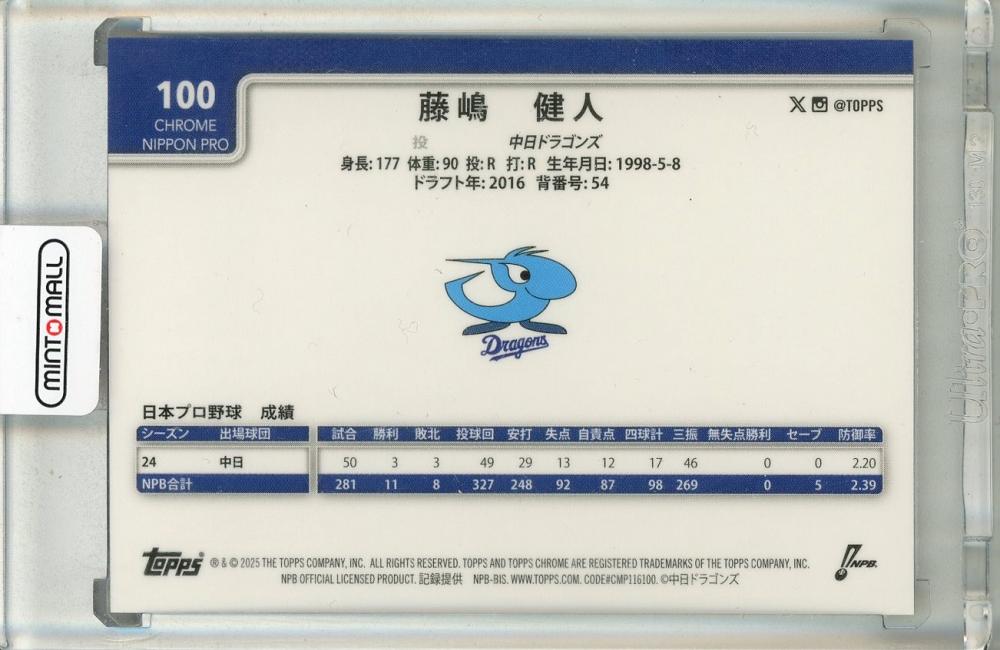 100
CHROME
NIPPON PRO
藤嶋 健人
@TOPPS
投 中日ドラゴンズ
身長:177 体重:90 投:R 打:R 生年月日:1998-5-8
ドラフト年:2016 背番号:54
MINTOMALL
Dragons
日本プロ野球 成績
シーズン 出場球団 試合 勝利 敗北 投球回 安打 失点 自責点 四球計 三振 無失点勝利 セーブ 防御率
24 中日 50 3 3 49 29 13 12 17 46 0 0 2.20
NPB合計 281 11 8 327 248 92 87 98 269 0 5 2.39
Topps
® & © 2025 THE TOPPS COMPANY, INC. ALL RIGHTS RESERVED. TOPPS AND TOPPS CHROME ARE REGISTERED TRADEMARKS OF THE TOPPS COMPANY, INC.
NPB OFFICIAL LICENSED PRODUCT. 記録提供 NPB-BIS. WWW.TOPPS.COM. CODE#CMP116100. ©中日ドラゴンズ
NPB.
UltraPRO